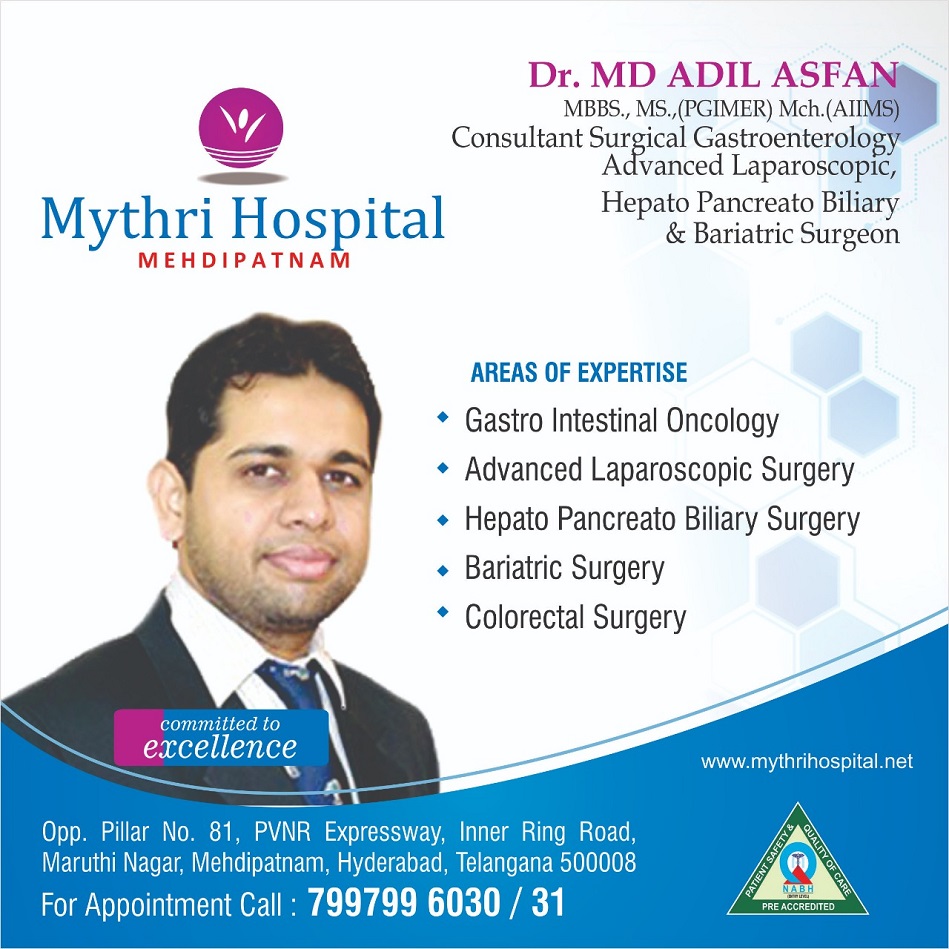 Dr. MD ADIL ASFAN
MBBS., MS.,(PGIMER) Mch.(AIIMS)
Consultant Surgical Gastroenterology
Advanced Laparoscopic,
Hepato Pancreato Biliary
& Bariatric Surgeon
Mythri Hospital
MEHDIPATNAM
AREAS OF EXPERTISE
Gastro Intestinal Oncology
Advanced Laparoscopic Surgery
Hepato Pancreato Biliary Surgery
Bariatric Surgery
Colorectal Surgery
committed to
excellence
www.mythrihospital.net
Opp. Pillar No. 81, PVNR Expressway, Inner Ring Road,
Maruthi Nagar, Mehdipatnam, Hyderabad, Telangana 500008
For Appointment Call : 799799 6030 / 31
PATIENT SAFETY &
QUALITY OF CARE
NABH
(ENTRY LEVEL)
PRE ACCREDITED